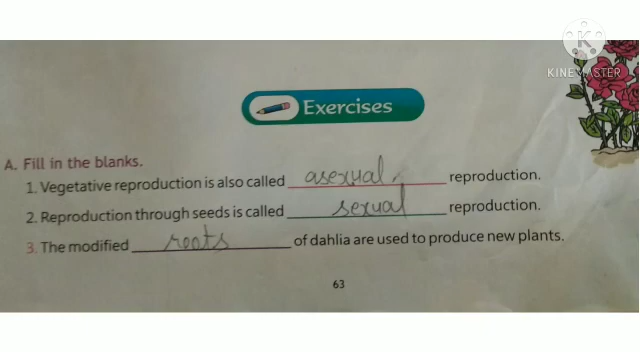 KINEMASTER
Exercises
A. Fill in the blanks.
1. Vegetative reproduction is also called asexual reproduction.
2. Reproduction through seeds is called sexual reproduction.
3. The modified roots of dahlia are used to produce new plants.
63